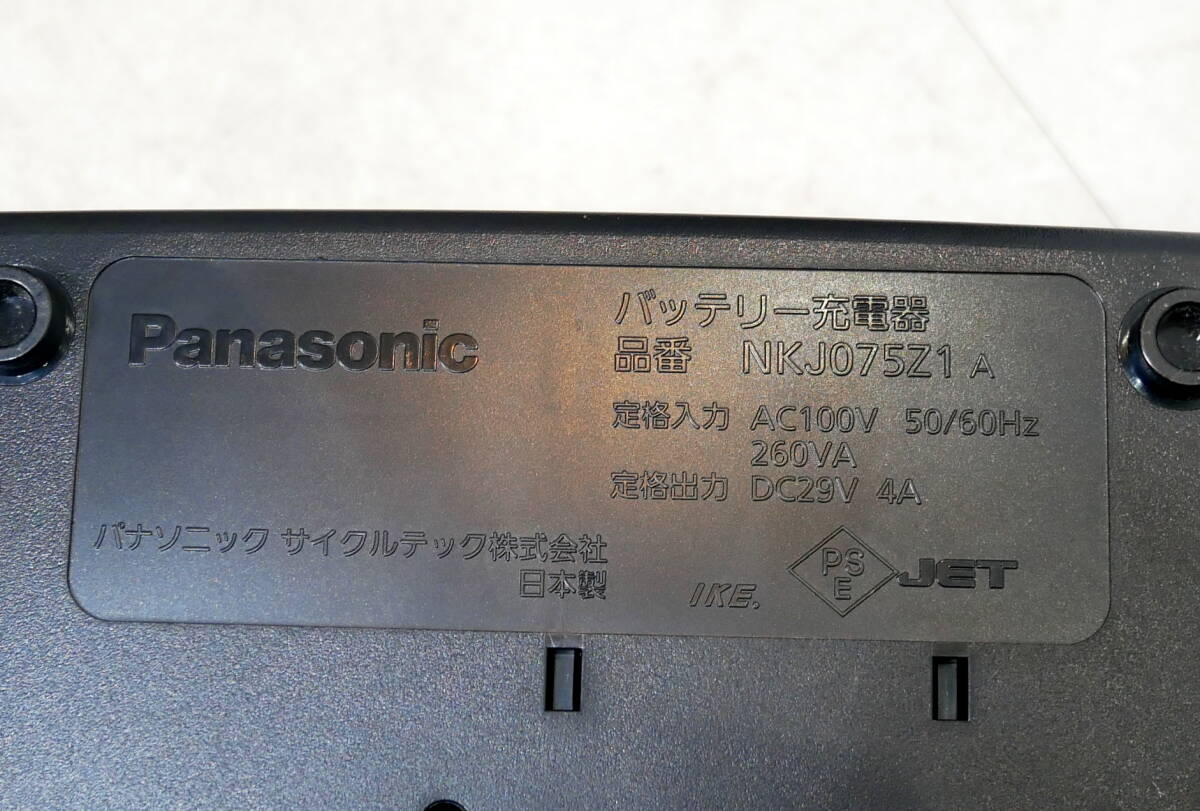 Panasonic
バッテリー充電器
品番 NKJ075Z1 A
定格入力 AC100V 50/60Hz
260VA
定格出力 DC29V 4A
パナソニック サイクルテック株式会社
日本製
IKE.
PS
E
JET